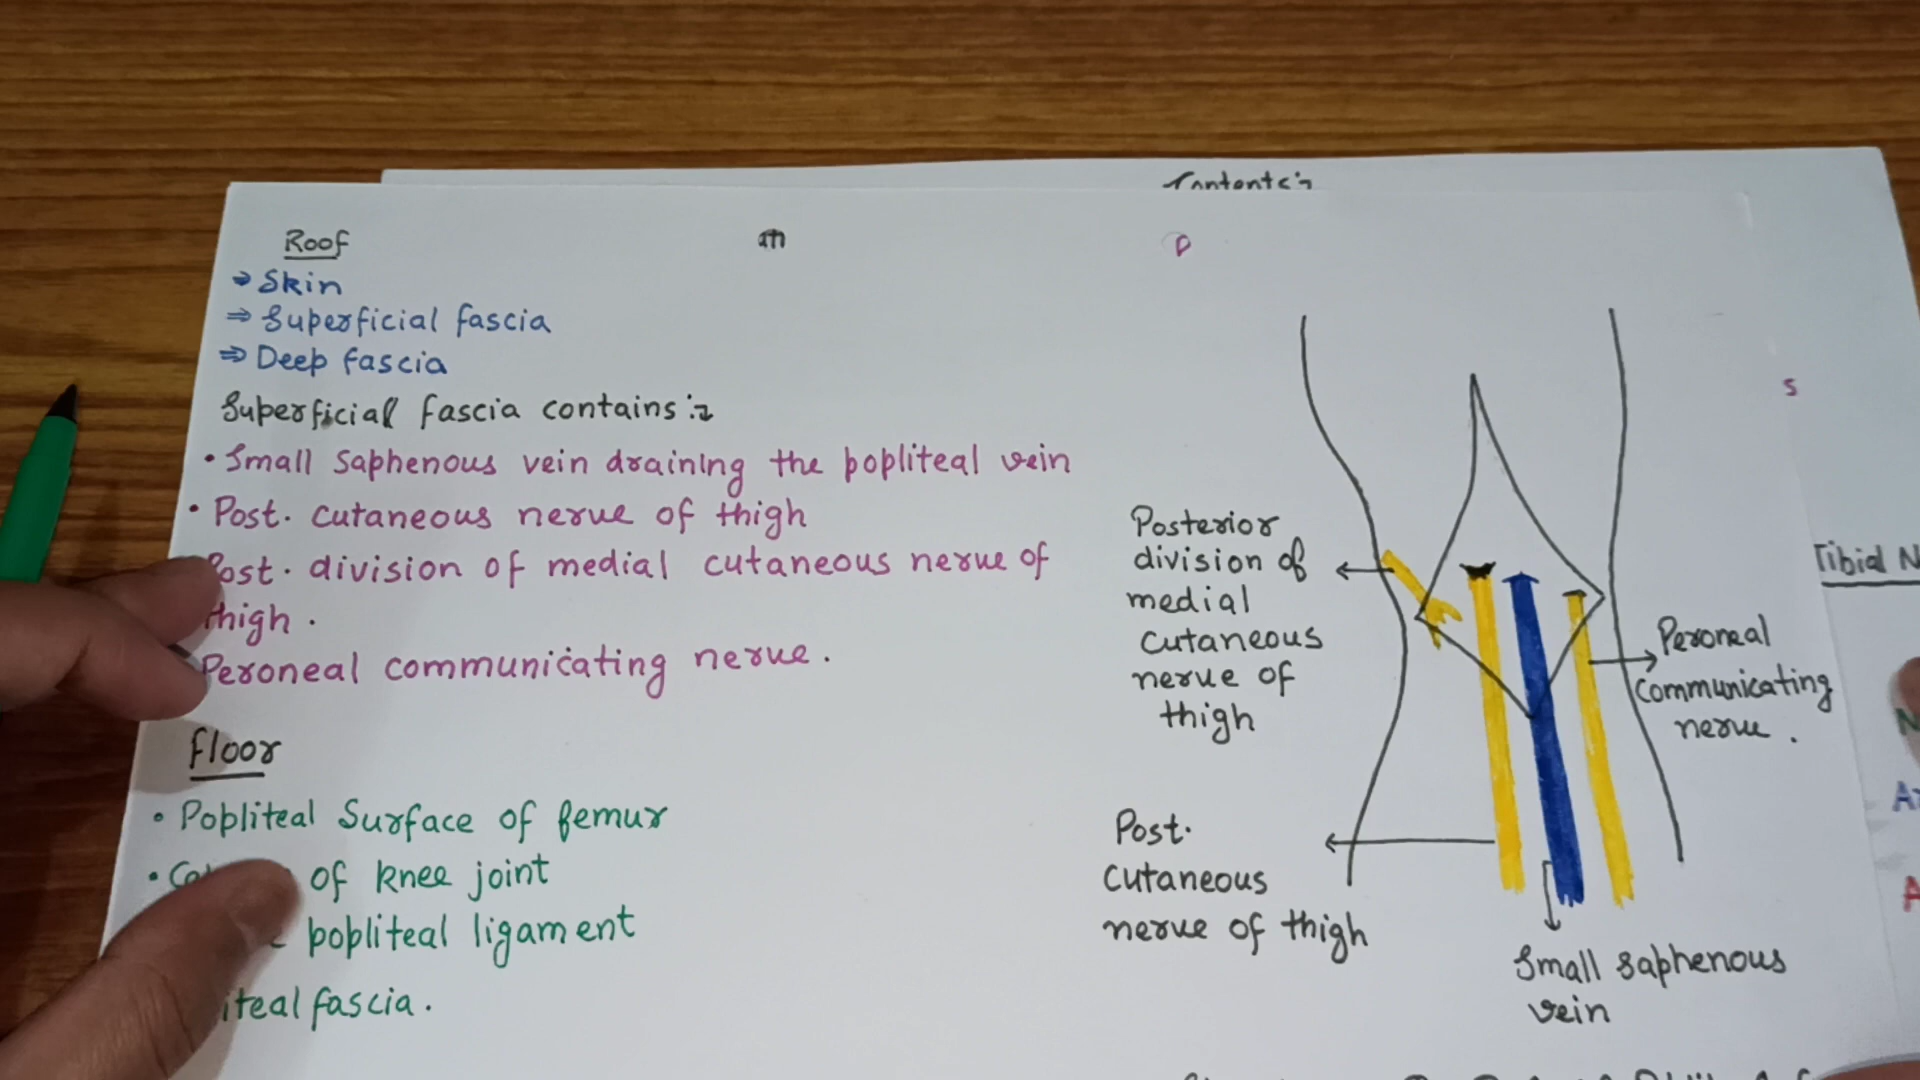 Contents:
Roof
m
P
⇒ Skin
⇒ Superficial fascia
⇒ Deep fascia
Superficial fascia contains :
• Small saphenous vein draining the popliteal vein
• Post. cutaneous nerve of thigh
Post. division of medial cutaneous nerve of
thigh .
Peroneal communicating nerve .
Floor
• Popliteal Surface of femur
• of knee joint
popliteal ligament
iteal fascia .
S
Posterior
division of
medial
cutaneous
nerve of
thigh
Peroneal
communicating
nerve .
Post.
cutaneous
nerve of thigh
Small saphenous
vein
Tibial N